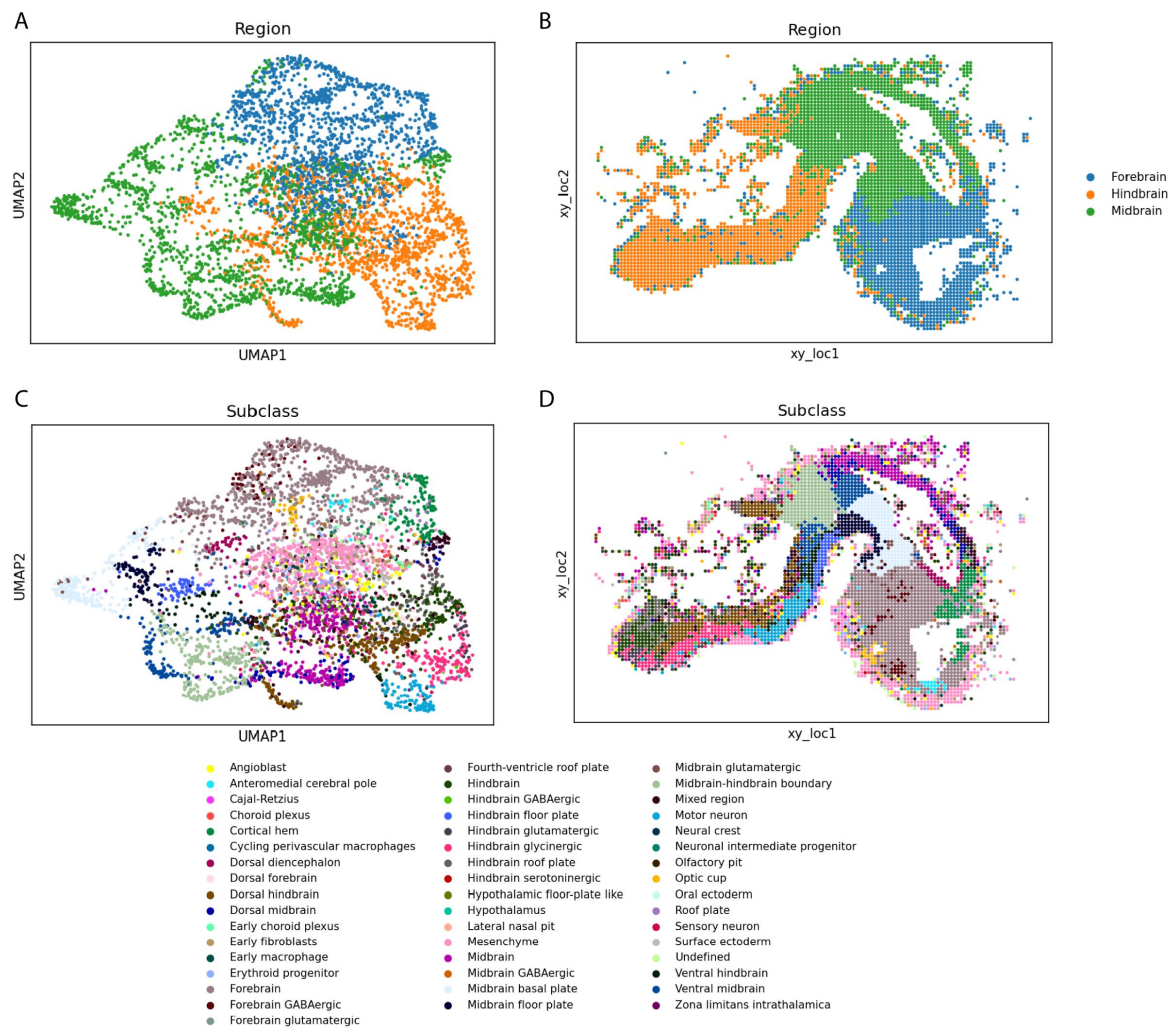 A
Region
UMAP2
UMAP1
B
Region
xy_loc2
xy_loc1
Forebrain
Hindbrain
Midbrain
C
Subclass
UMAP2
UMAP1
D
Subclass
xy_loc2
xy_loc1
Angioblast
Anteromedial cerebral pole
Cajal-Retzius
Choroid plexus
Cortical hem
Cycling perivascular macrophages
Dorsal diencephalon
Dorsal forebrain
Dorsal hindbrain
Dorsal midbrain
Early choroid plexus
Early fibroblasts
Early macrophage
Erythroid progenitor
Forebrain
Forebrain GABAergic
Forebrain glutamatergic
Fourth-ventricle roof plate
Hindbrain
Hindbrain GABAergic
Hindbrain floor plate
Hindbrain glutamatergic
Hindbrain glycinergic
Hindbrain roof plate
Hindbrain serotoninergic
Hypothalamic floor-plate like
Hypothalamus
Lateral nasal pit
Mesenchyme
Midbrain
Midbrain GABAergic
Midbrain basal plate
Midbrain floor plate
Midbrain glutamatergic
Midbrain-hindbrain boundary
Mixed region
Motor neuron
Neural crest
Neuronal intermediate progenitor
Olfactory pit
Optic cup
Oral ectoderm
Roof plate
Sensory neuron
Surface ectoderm
Undefined
Ventral hindbrain
Ventral midbrain
Zona limitans intrathalamica